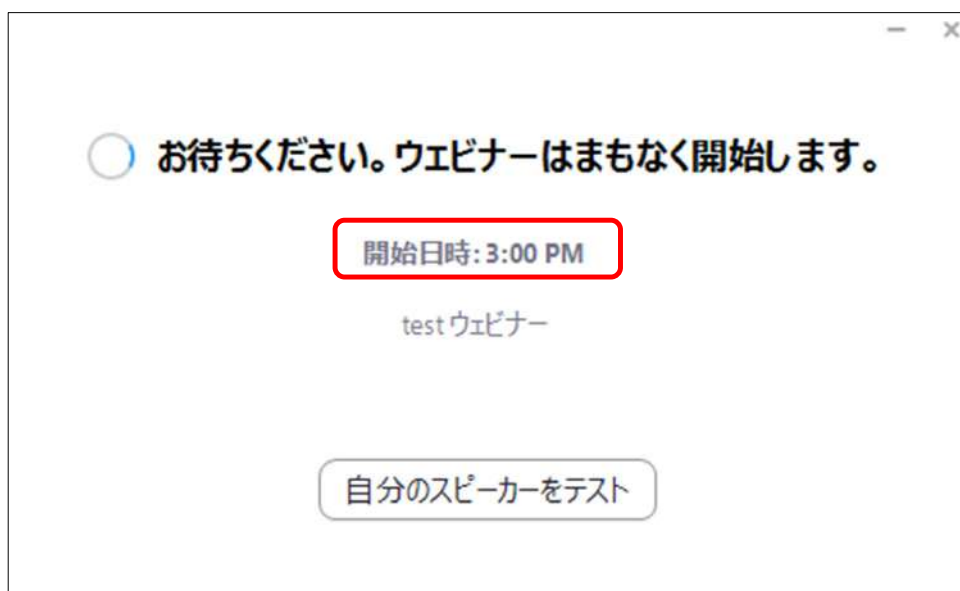 お待ちください。ウエビナーはまもなく開始します。
開始日時: 3:00 PM
test ウェビナー
自分のスピーカーをテスト